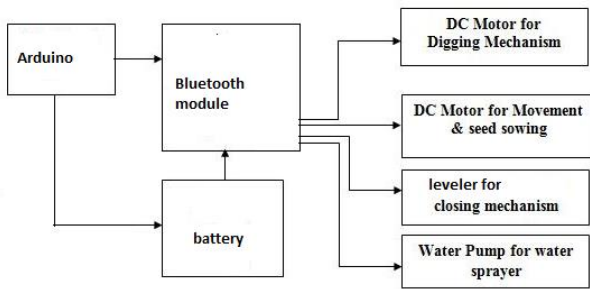 Arduino
Bluetooth
module
battery
DC Motor for
Digging Mechanism
DC Motor for Movement
& seed sowing
leveler for
closing mechanism
Water Pump for water
sprayer